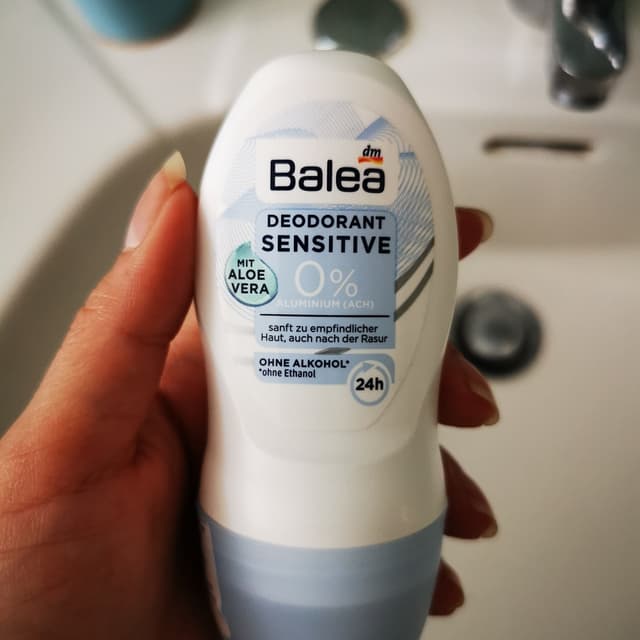 dm
Balea
DEODORANT
SENSITIVE
MIT
ALOE
VERA
0%
ALUMINIUM (ACH)
sanft zu empfindlicher
Haut, auch nach der Rasur
OHNE ALKOHOL*
*ohne Ethanol
24h